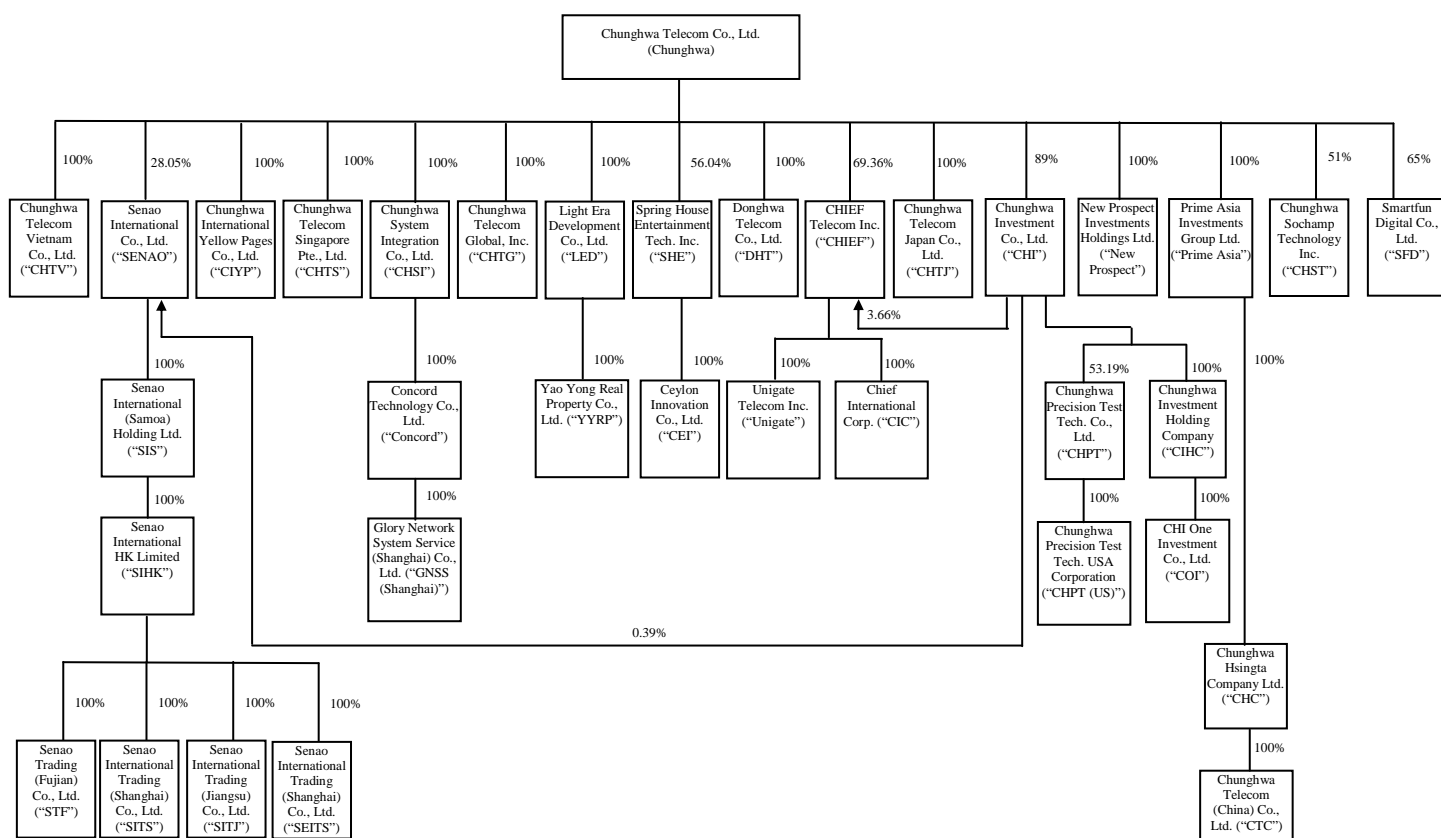 Chunghwa Telecom Co., Ltd.
(Chunghwa)
100%
28.05%
100%
100%
100%
100%
100%
56.04%
100%
69.36%
100%
89%
100%
100%
51%
65%
Chunghwa
Telecom
Vietnam
Co., Ltd.
(“CHTV)
Senao
International
Co., Ltd.
(“SENAO”)
Chunghwa
International
Yellow Pages
Co., Ltd.
(“CIYP”)
Chunghwa
Telecom
Singapore
Pte., Ltd.
(“CHTS”)
Chunghwa
System
Integration
Co., Ltd.
(“CHSI”)
Chunghwa
Telecom
Global, Inc.
(“CHTG”)
Light Era
Development
Co., Ltd.
(“LED”)
Spring House
Entertainment
Tech. Inc.
(“SHE”)
Donghwa
Telecom
Co., Ltd.
(“DHT”)
CHIEF
Telecom Inc.
(“CHIEF”)
Chunghwa
Telecom
Japan Co.,
Ltd.
(“CHTJ”)
Chunghwa
Investment
Co., Ltd.
(“CHI”)
New Prospect
Investments
Holdings Ltd.
(“New
Prospect”)
Prime Asia
Investments
Group Ltd.
(“Prime Asia”)
Chunghwa
Sochamp
Technology
Inc.
(“CHST”)
Smartfun
Digital Co.,
Ltd.
(“SFD”)
3.66%
100%
100%
100%
100%
100%
100%
53.19%
100%
100%
Senao
International
(Samoa)
Holding Ltd.
(“SIS”)
Concord
Technology Co.,
Ltd.
(“Concord”)
Yao Yong Real
Property Co.,
Ltd. (“YYRP”)
Ceylon
Innovation
Co., Ltd.
(“CEI”)
Unigate
Telecom Inc.
(“Unigate”)
Chief
International
Corp. (“CIC”)
Chunghwa
Precision Test
Tech. Co.,
Ltd.
(“CHPT”)
Chunghwa
Investment
Holding
Company
(“CIHC”)
100%
100%
100%
100%
Senao
International
HK Limited
(“SIHK”)
Glory Network
System Service
(Shanghai) Co.,
Ltd. (“GNSS
(Shanghai)”)
Chunghwa
Precision Test
Tech. USA
Corporation
(“CHPT (US)”)
CHI One
Investment
Co., Ltd.
(“COI”)
0.39%
Chunghwa
Hsingta
Company Ltd.
(“CHC”)
100%
100%
100%
100%
100%
Senao
Trading
(Fujian)
Co., Ltd.
(“STF”)
Senao
International
Trading
(Shanghai)
Co., Ltd.
(“SITS”)
Senao
International
Trading
(Jiangsu)
Co., Ltd.
(“SITJ”)
Senao
International
Trading
(Shanghai)
Co., Ltd.
(“SEITS”)
Chunghwa
Telecom
(China) Co.,
Ltd. (“CTC”)